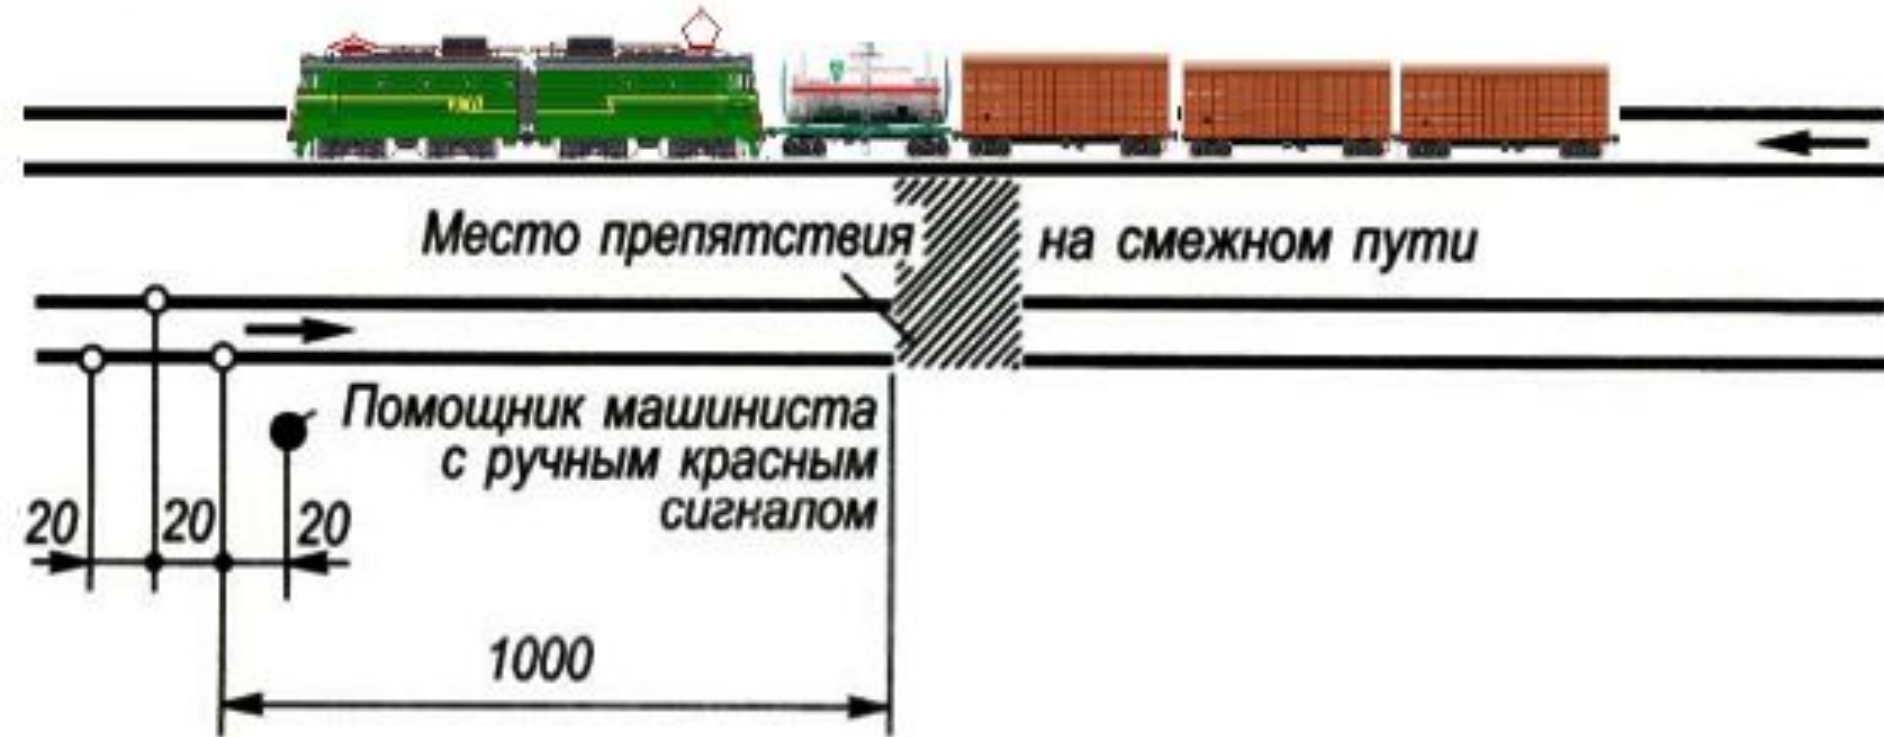 Место препятствия на смежном пути
Помощник машиниста
с ручным красным
сигналом
20 20 20
1000